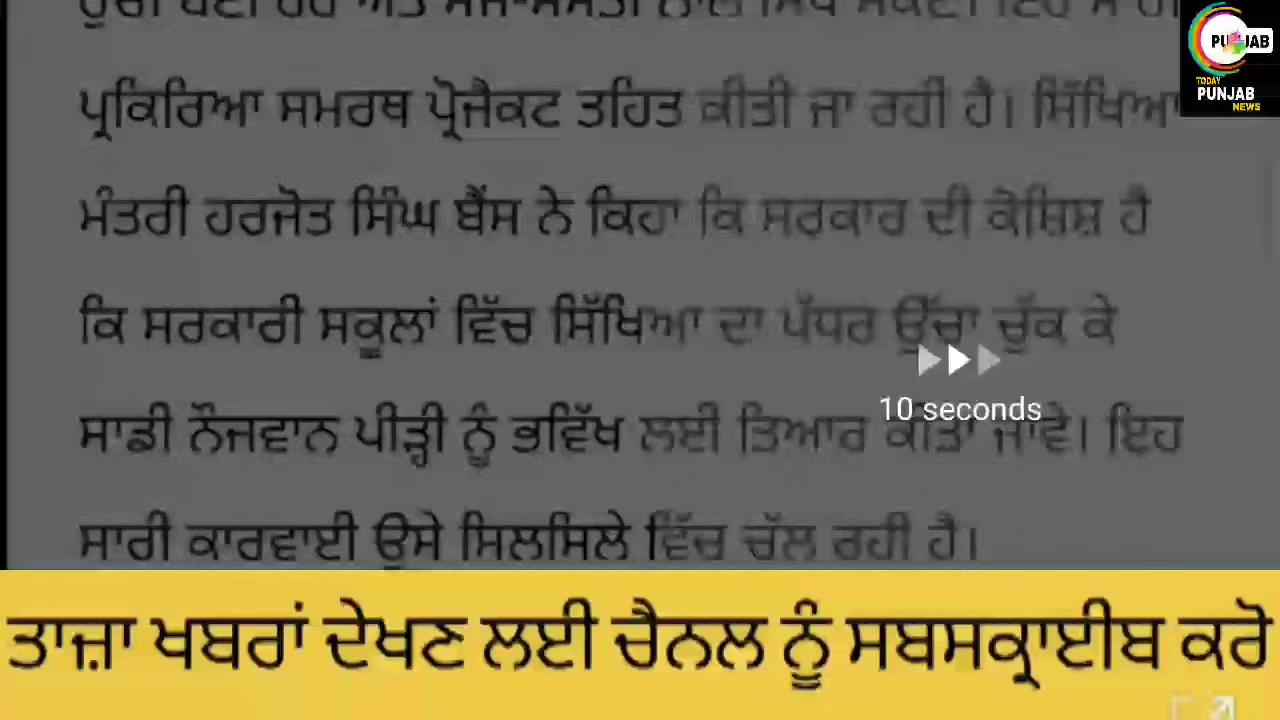 ਪ੍ਰਕਿਰਿਆ ਸਮਰਥ ਪ੍ਰੋਜੈਕਟ ਤਹਿਤ ਕੀਤੀ ਜਾ ਰਹੀ ਹੈ। ਸਿੱਖਿਆ
ਮੰਤਰੀ ਹਰਜੋਤ ਸਿੰਘ ਬੈਂਸ ਨੇ ਕਿਹਾ ਕਿ ਸਰਕਾਰ ਦੀ ਕੋਸ਼ਿਸ਼ ਹੈ
ਕਿ ਸਰਕਾਰੀ ਸਕੂਲਾਂ ਵਿੱਚ ਸਿੱਖਿਆ ਦਾ ਪੱਧਰ ਉੱਚਾ ਚੁੱਕ ਕੇ
ਸਾਡੀ ਨੌਜਵਾਨ ਪੀੜ੍ਹੀ ਨੂੰ ਭਵਿੱਖ ਲਈ ਤਿਆਰ ਕੀਤਾ ਜਾਵੇ। ਇਹ
ਸਾਰੀ ਕਾਰਵਾਈ ਉਸੇ ਸਿਲਸਿਲੇ ਵਿੱਚ ਚੱਲ ਰਹੀ ਹੈ।
10 seconds
PUNJAB
TODAY
PUNJAB
NEWS
ਤਾਜ਼ਾ ਖਬਰਾਂ ਦੇਖਣ ਲਈ ਚੈਨਲ ਨੂੰ ਸਬਸਕ੍ਰਾਈਬ ਕਰੋ